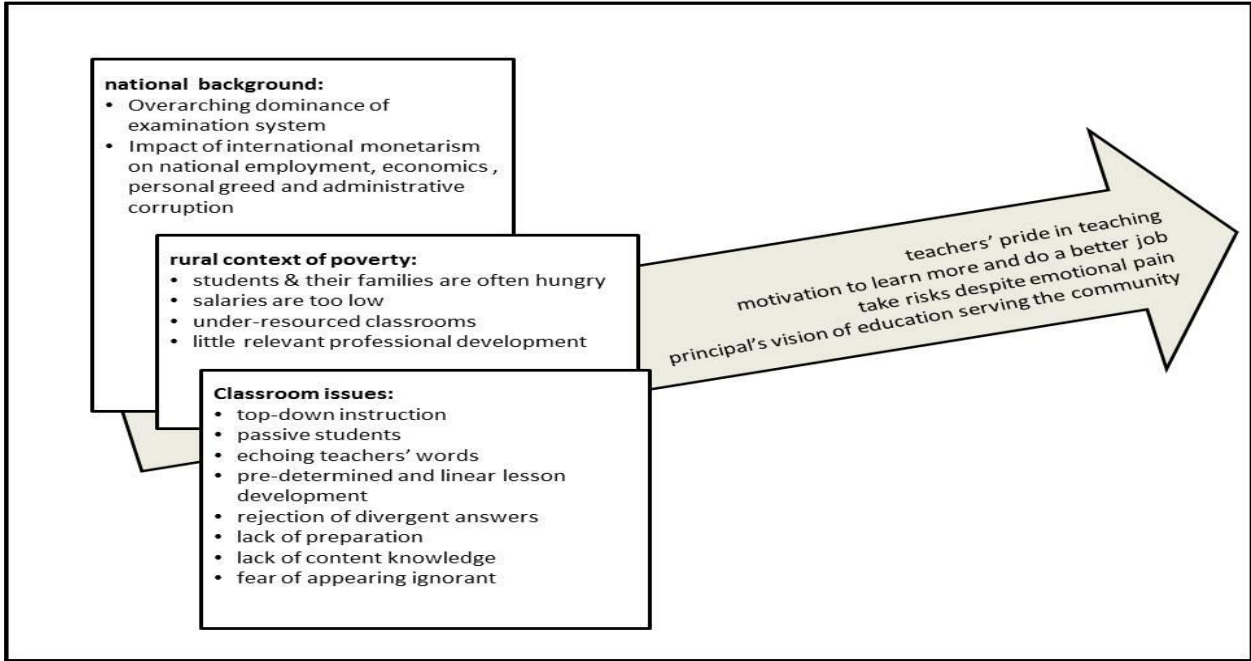 national background:
• Overarching dominance of
examination system
• Impact of international monetarism
on national employment, economics ,
personal greed and administrative
corruption
rural context of poverty:
• students & their families are often hungry
• salaries are too low
• under-resourced classrooms
• little relevant professional development
Classroom issues:
• top-down instruction
• passive students
• echoing teachers' words
• pre-determined and linear lesson
development
• rejection of divergent answers
• lack of preparation
• lack of content knowledge
• fear of appearing ignorant
teachers' pride in teaching
motivation to learn more and do a better job
take risks despite emotional pain
principal's vision of education serving the community